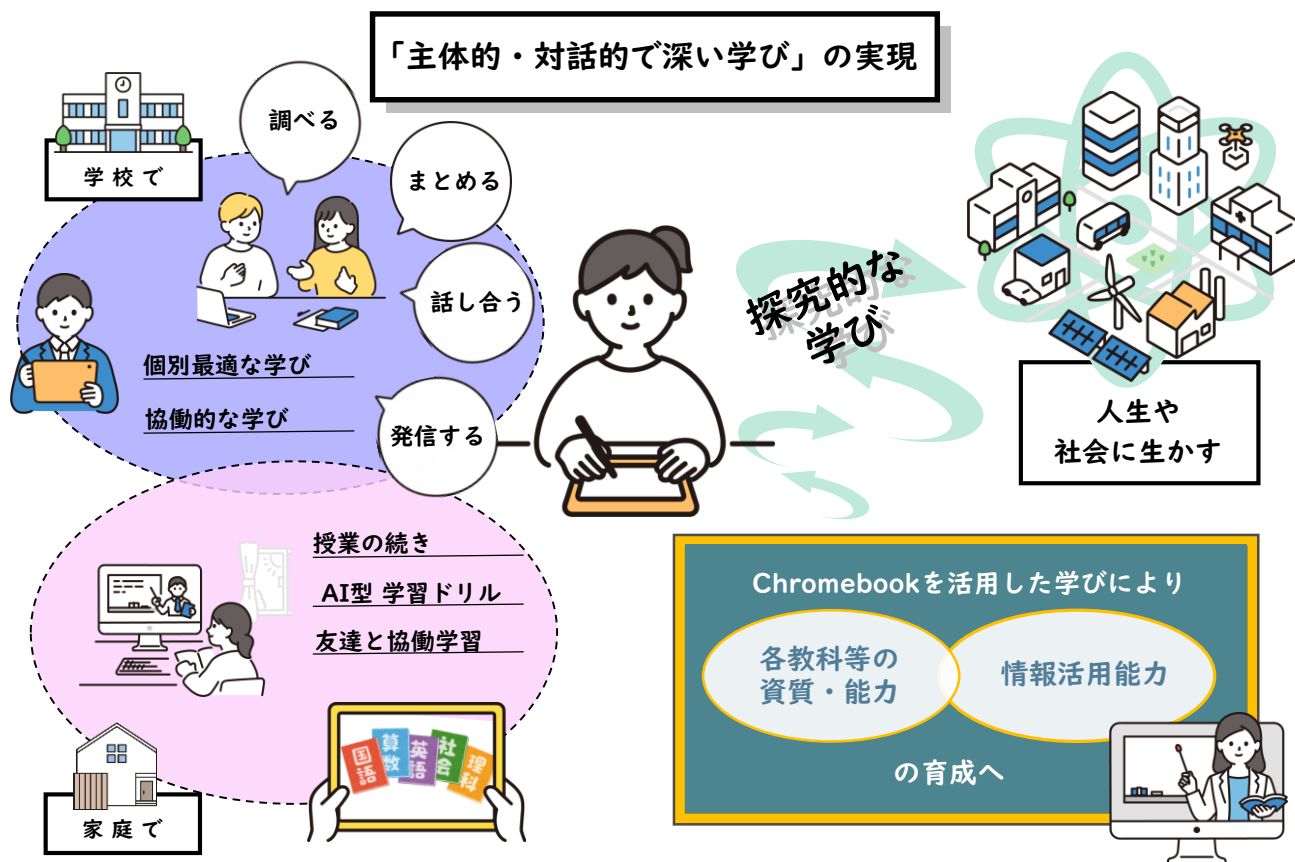 「主体的・対話的で深い学び」の実現
学校で
調べる
まとめる
話し合う
発信する
個別最適な学び
協働的な学び
授業の続き
AI型 学習ドリル
友達と協働学習
家庭で
国語
算数
英語
社会
理科
探究的な
学び
人生や
社会に生かす
Chromebookを活用した学びにより
各教科等の
資質・能力
情報活用能力
の育成へ